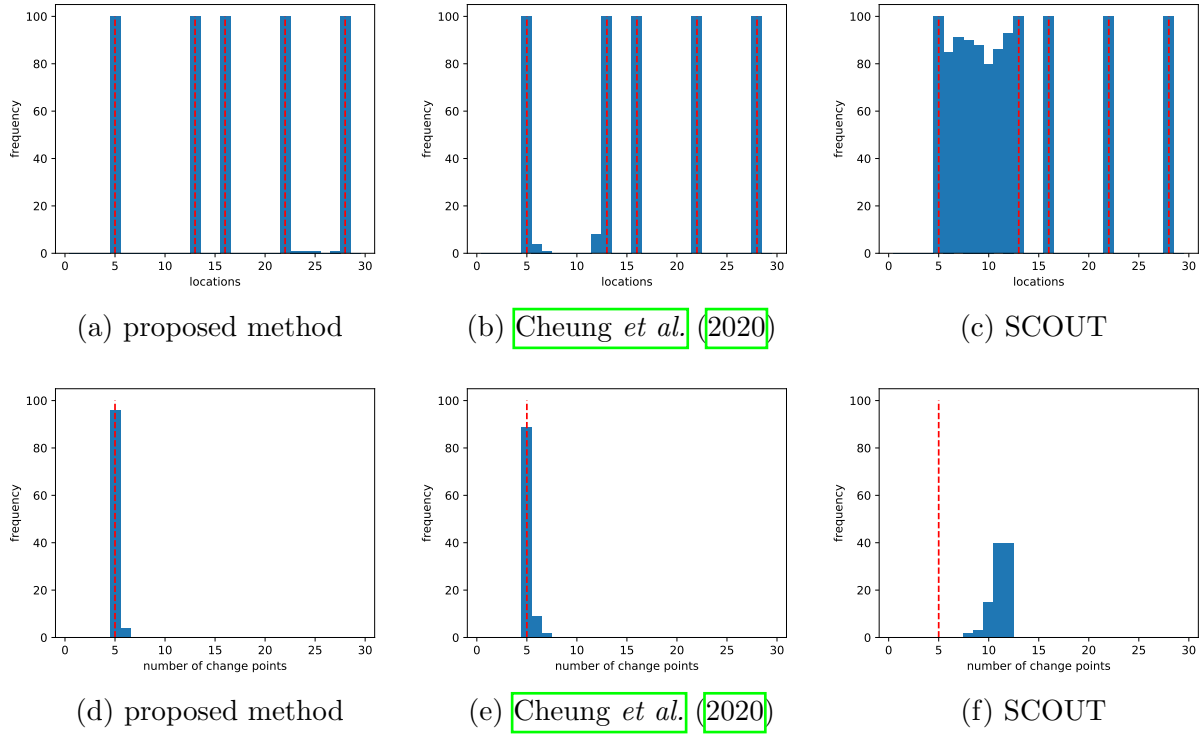 100
80
60
40
20
0
frequency
0 5 10 15 20 25 30
locations
(a) proposed method
100
80
60
40
20
0
frequency
0 5 10 15 20 25 30
locations
(b) Cheung et al. (2020)
100
80
60
40
20
0
frequency
0 5 10 15 20 25 30
locations
(c) SCOUT
100
80
60
40
20
0
frequency
0 5 10 15 20 25 30
number of change points
(d) proposed method
100
80
60
40
20
0
frequency
0 5 10 15 20 25 30
number of change points
(e) Cheung et al. (2020)
100
80
60
40
20
0
frequency
0 5 10 15 20 25 30
number of change points
(f) SCOUT